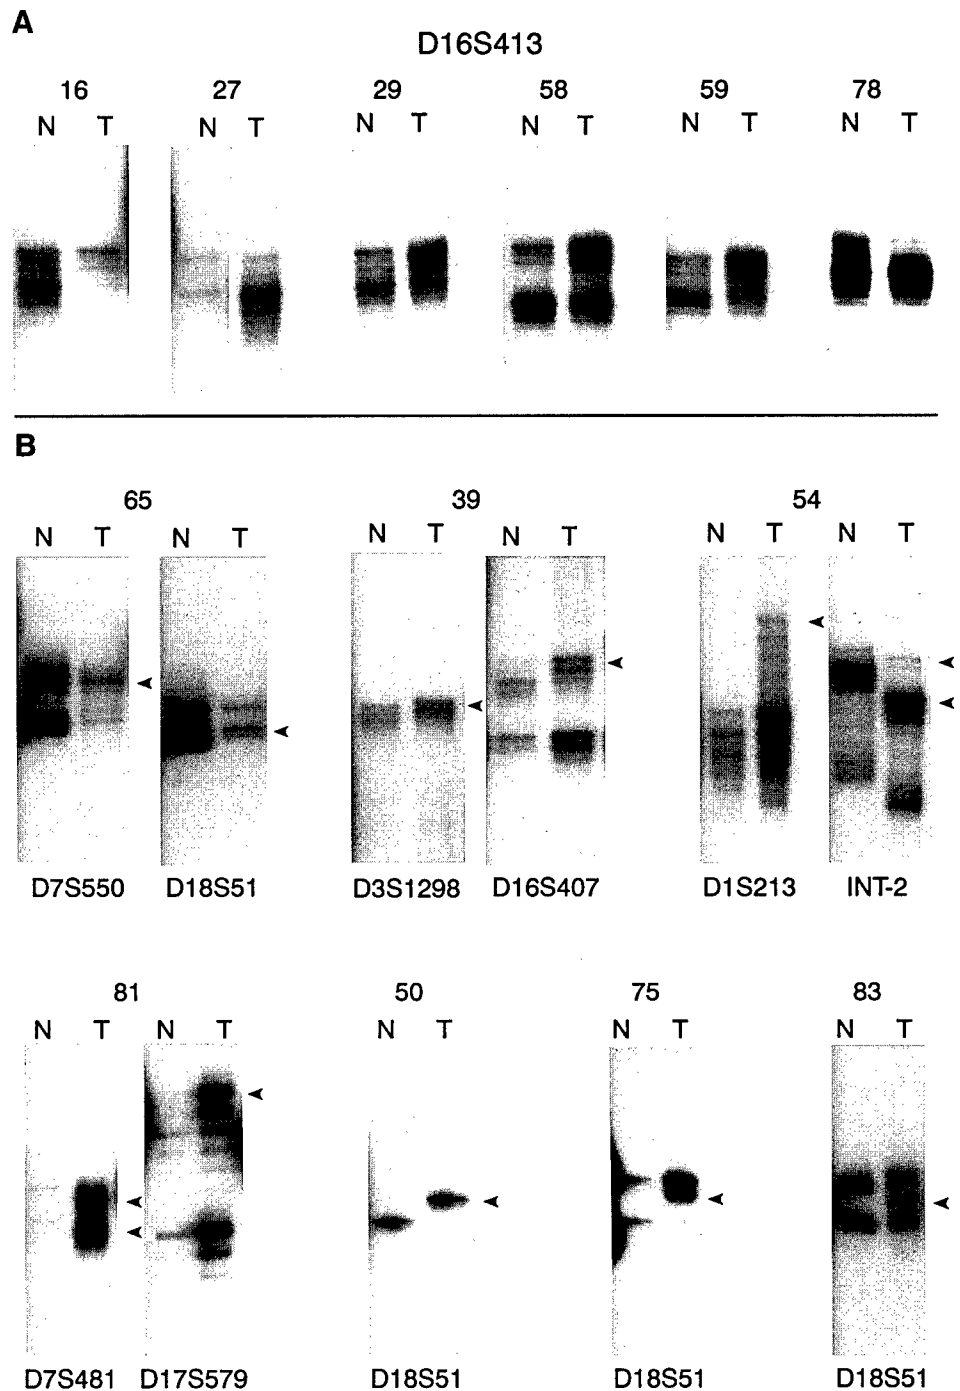 A
D16S413
16 27 29 58 59 78
N T N T N T N T N T N T
B
65 39 54
N T N T N T N T N T N T
D7S550 D18S51 D3S1298 D16S407 D1S213 INT-2
81 50 75 83
N T N T N T N T N T
D7S481 D17S579 D18S51 D18S51 D18S51